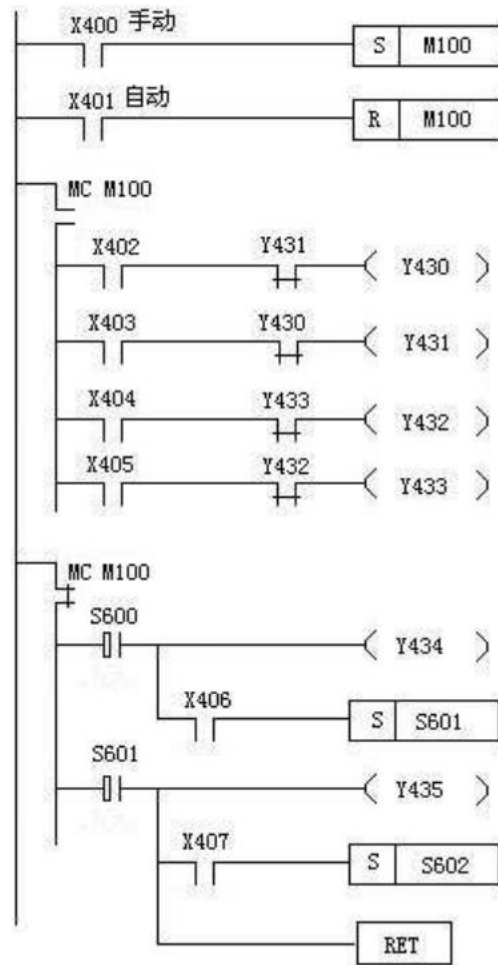 X400 手动
S M100
X401 自动
R M100
MC M100
X402 Y431 Y430
X403 Y430 Y431
X404 Y433 Y432
X405 Y432 Y433
MC M100
S600
Y434
X406
S S601
S601
Y435
X407
S S602
RET